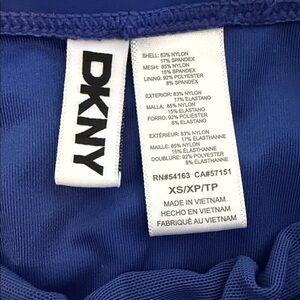 DKNY
SHELL: 83% NYLON
17% SPANDEX
MESH: 85% NYLON
15% SPANDEX
LINING: 92% POLYESTER
8% SPANDEX
EXTERIOR: 83% NYLON
17% ELASTANO
MALLA: 85% NYLON
15% ELASTANO
FORRO: 92% POLIÉSTER
8% ELASTANO
EXTÉRIEUR: 83% NYLON
17% ÉLASTHANNE
MAILLE: 85% NYLON
15% ÉLASTHANNE
DOUBLURE: 92% POLYESTER
8% ÉLASTHANNE
RN#54163 CA#57151
XS/XP/TP
MADE IN VIETNAM
HECHO EN VIETNAM
FABRIQUÉ AU VIETNAM